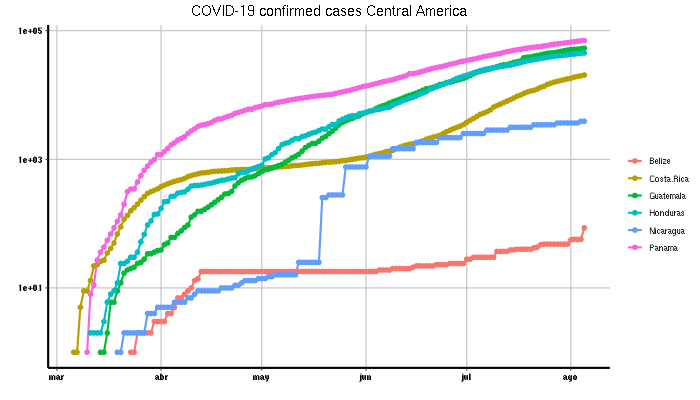 COVID-19 confirmed cases Central America
1e+05
1e+03
1e+01
mar abr may jun jul ago
Belize
Costa.Rica
Guatemala
Honduras
Nicaragua
Panama